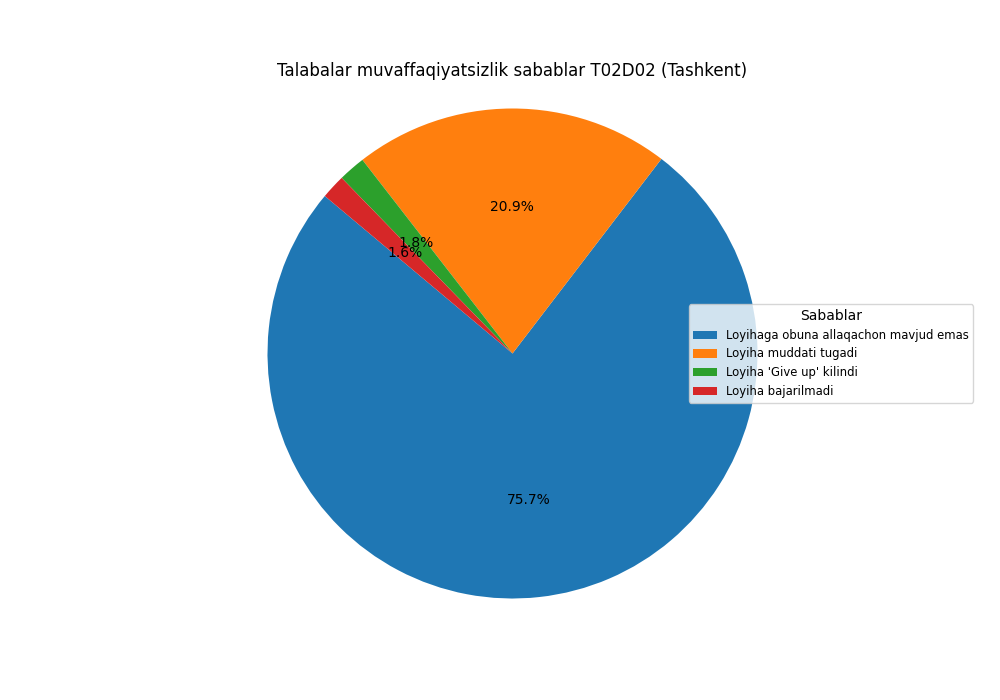 Talabalar muvaffaqiyatsizlik sabablar T02D02 (Tashkent)
20.9%
1.8%
1.6%
75.7%
Sabablar
Loyihaga obuna allaqachon mavjud emas
Loyiha muddati tugadi
Loyiha 'Give up' kilindi
Loyiha bajarilmadi